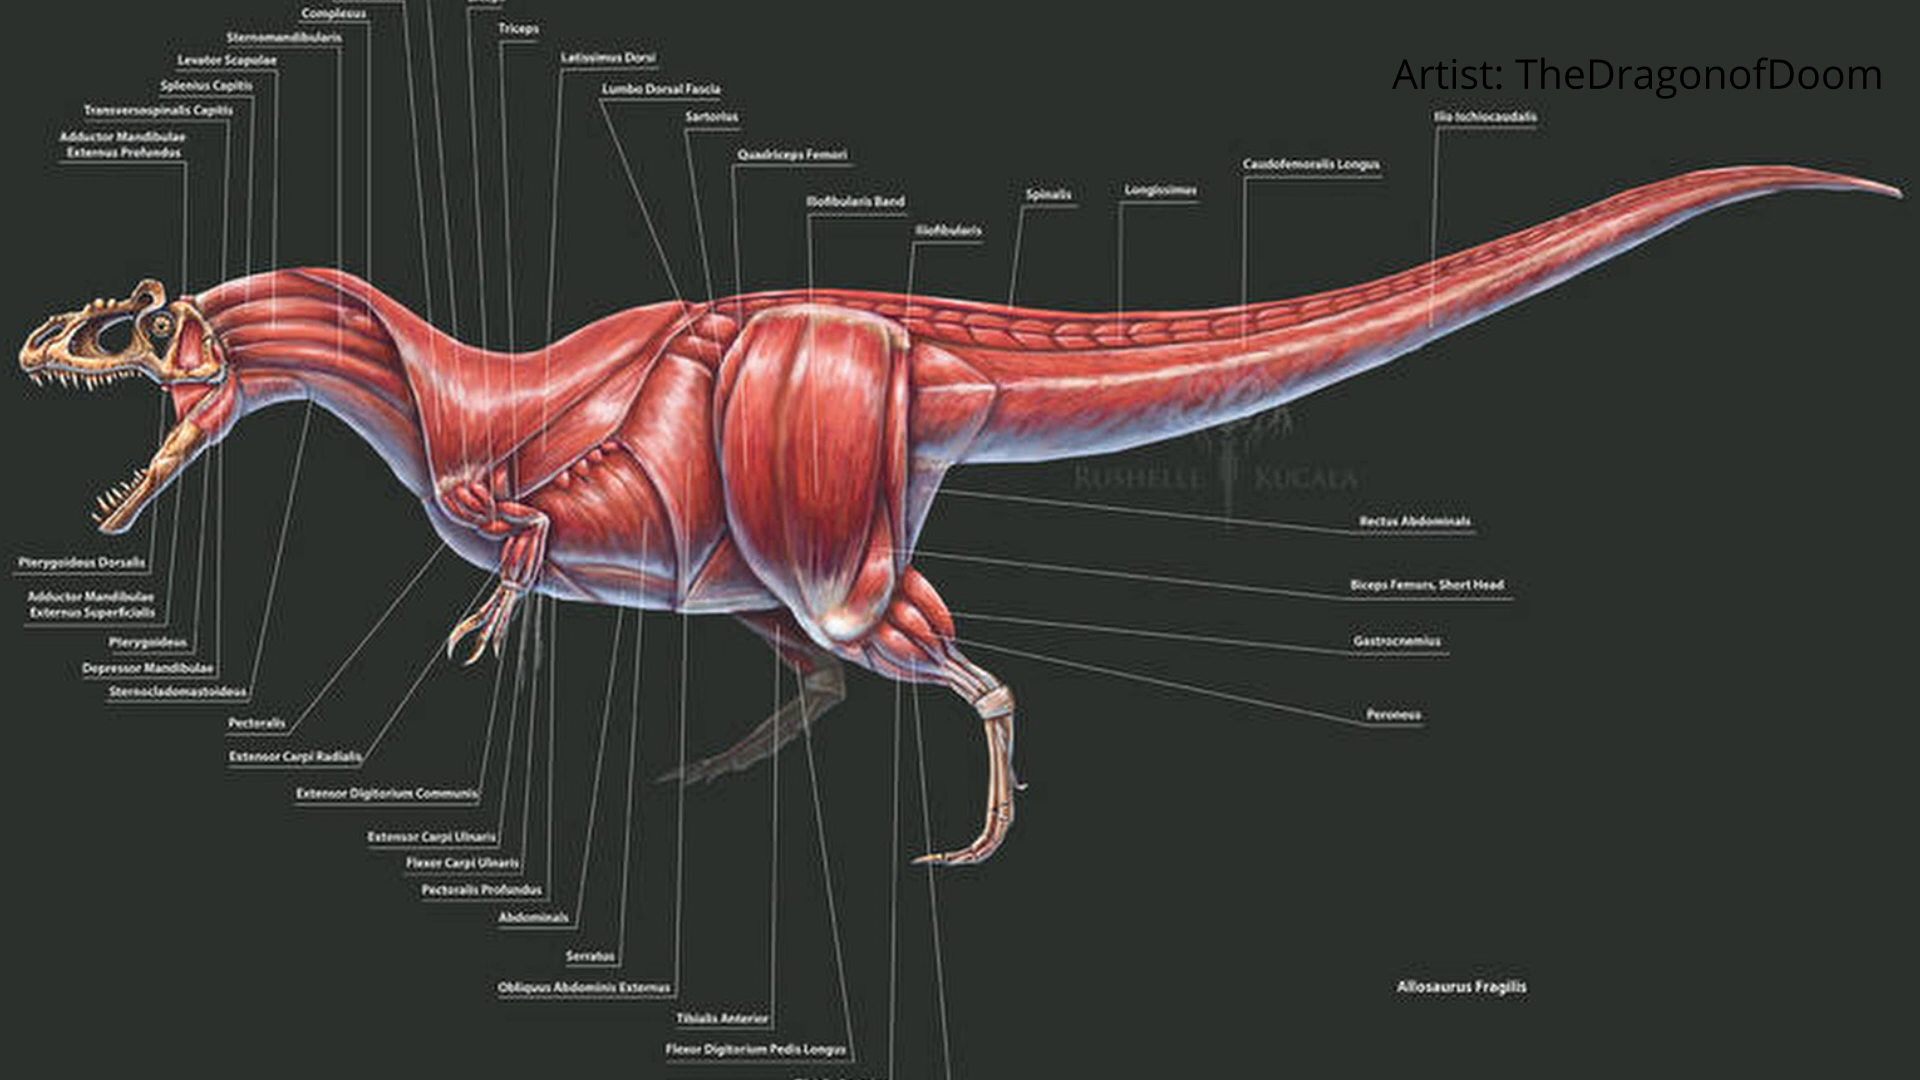 Complexus
Triceps
Sternomandibularis
Levator Scapulae
Latissimus Dorsi
Splenius Capitis
Lumbo Dorsal Fascia
Artist: TheDragonofDoom
Transversospinalis Capitis
Sartorius
Ilio Ischiocaudalis
Adductor Mandibulae
Externus Profundus
Quadriceps Femori
Caudofemoralis Longus
Iliofibularis Band
Spinalis
Longissimus
Iliofibularis
RUSHELLE KUCALA
Rectus Abdominals
Pterygoideus Dorsalis
Biceps Femurs, Short Head
Adductor Mandibulae
Externus Superficialis
Pterygoideus
Gastrocnemius
Depressor Mandibulae
Sternocladomastoideus
Pectoralis
Peroneus
Extensor Carpi Radialis
Extensor Digitorium Communis
Extensor Carpi Ulnaris
Flexor Carpi Ulnaris
Pectoralis Profundus
Abdominals
Serratus
Obliquus Abdominis Externus
Allosaurus Fragilis
Tibialis Anterior
Flexor Digitorium Pedis Longus